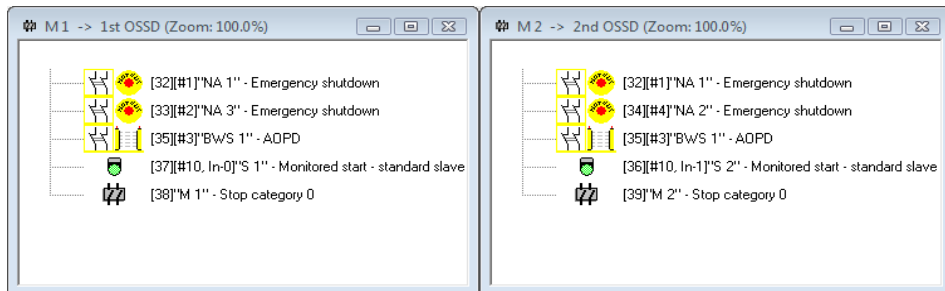 M 1 -> 1st OSSD (Zoom: 100.0%)
[32][#1]"NA 1" - Emergency shutdown
[33][#2]"NA 3" - Emergency shutdown
[35][#3]"BWS 1" - AOPD
[37][#10, In-0]"S 1" - Monitored start - standard slave
[38]"M 1" - Stop category 0
M 2 -> 2nd OSSD (Zoom: 100.0%)
[32][#1]"NA 1" - Emergency shutdown
[34][#4]"NA 2" - Emergency shutdown
[35][#3]"BWS 1" - AOPD
[36][#10, In-1]"S 2" - Monitored start - standard slave
[39]"M 2" - Stop category 0